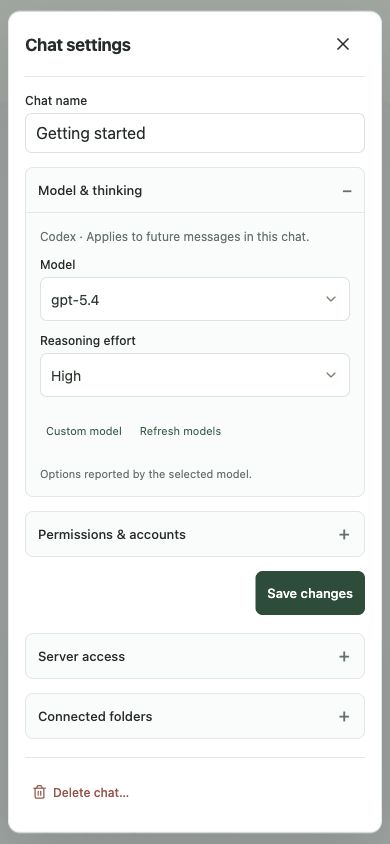 Chat settings
Chat name
Getting started
Model & thinking
Codex · Applies to future messages in this chat.
Model
gpt-5.4
Reasoning effort
High
Custom model Refresh models
Options reported by the selected model.
Permissions & accounts
Save changes
Server access
Connected folders
Delete chat...